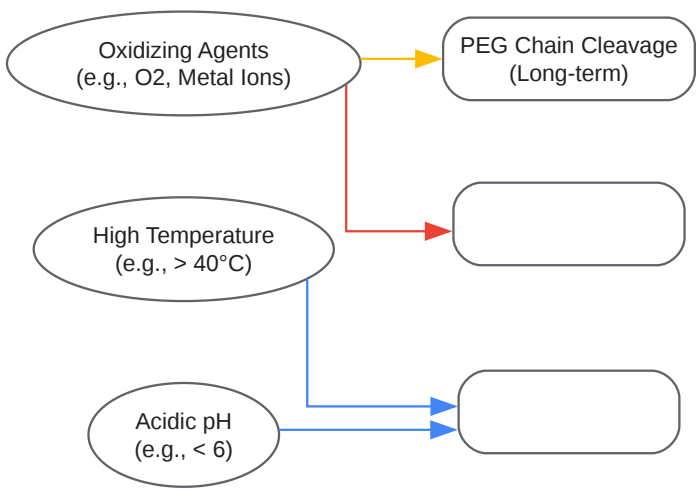 Oxidizing Agents
(e.g., O2, Metal Ions)
PEG Chain Cleavage
(Long-term)
High Temperature
(e.g., > 40°C)
Acidic pH
(e.g., < 6)